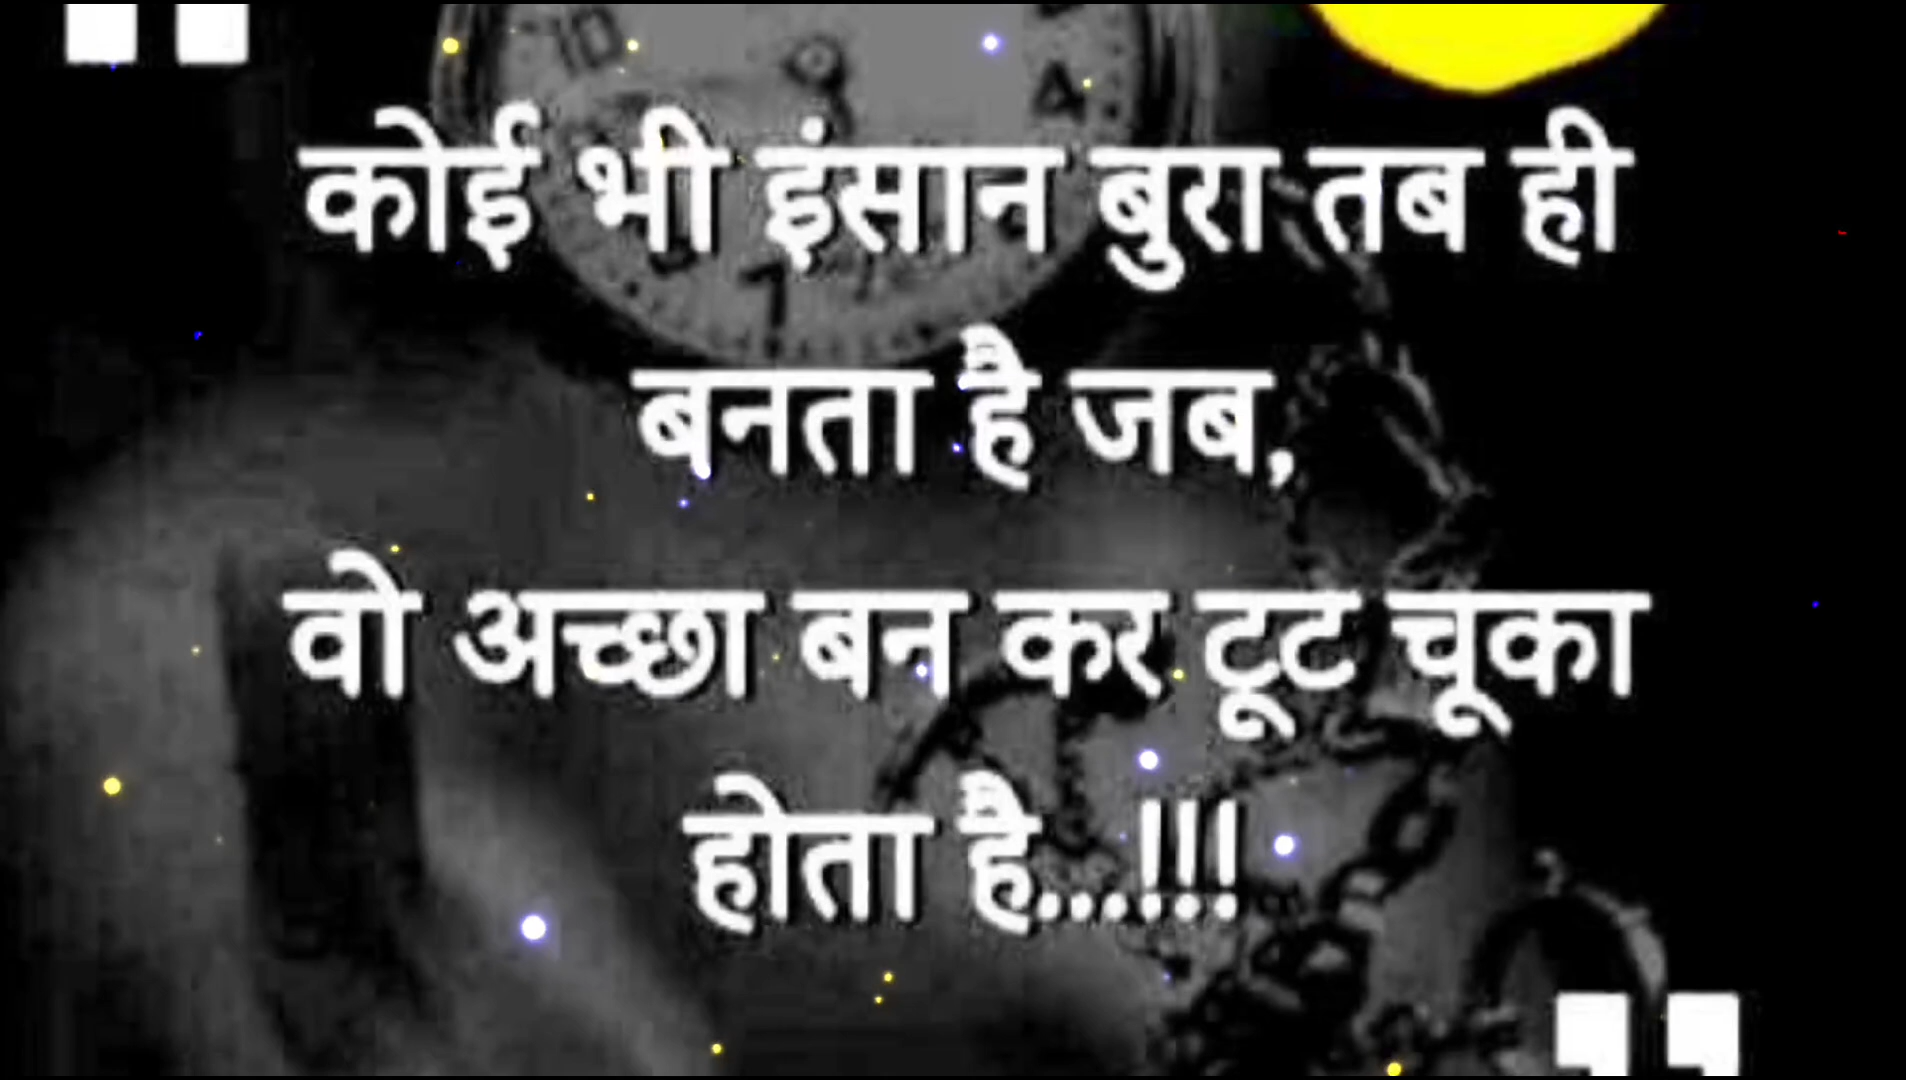 कोई भी इंसान बुरा तब ही
बनता है जब,
वो अच्छा बन कर टूट चूका
होता है...!!!